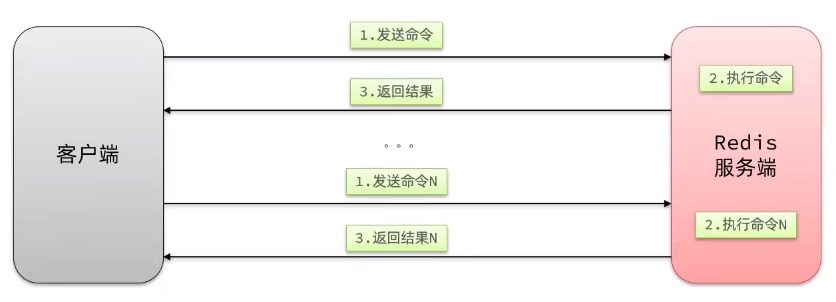 1.发送命令
2.执行命令
3.返回结果
客户端
。。。
Redis
服务端
1.发送命令N
2.执行命令N
3.返回结果N